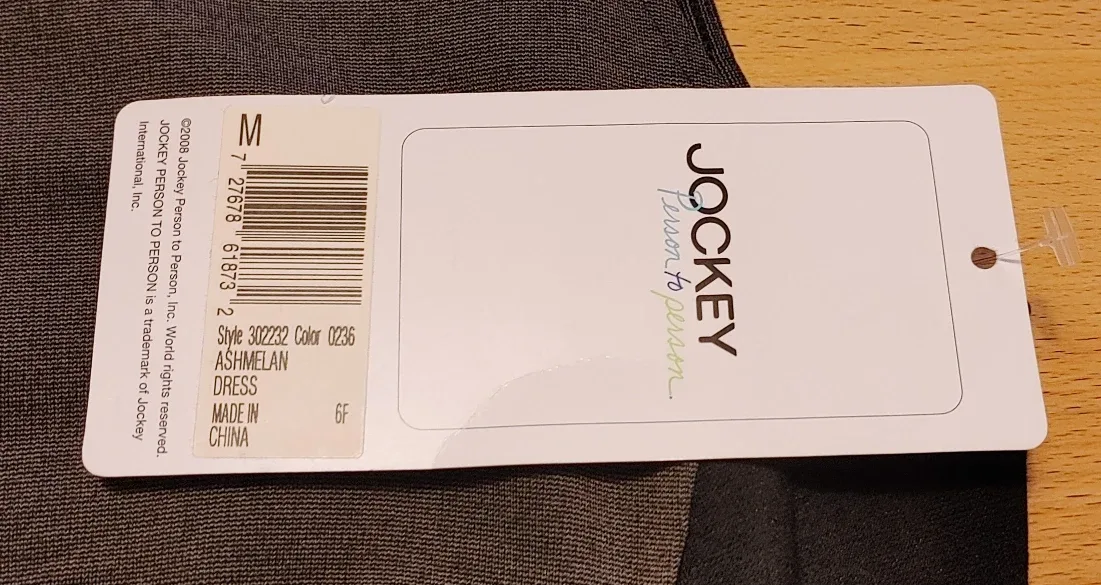 JOCKEY
Person to person
M
7 27678 61873 2
Style 302232 Color 0236
ASHMELAN
DRESS
MADE IN 6F
CHINA
©2008 Jockey Person to Person, Inc. World rights reserved.
JOCKEY PERSON TO PERSON is a trademark of Jockey
International, Inc.